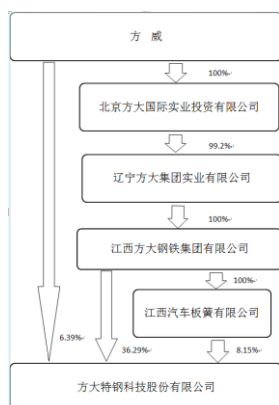 方 威
100%
北京方大国际实业投资有限公司
99.2%
辽宁方大集团实业有限公司
100%
江西方大钢铁集团有限公司
100%
江西汽车板簧有限公司
6.39%
36.29%
8.15%
方大特钢科技股份有限公司